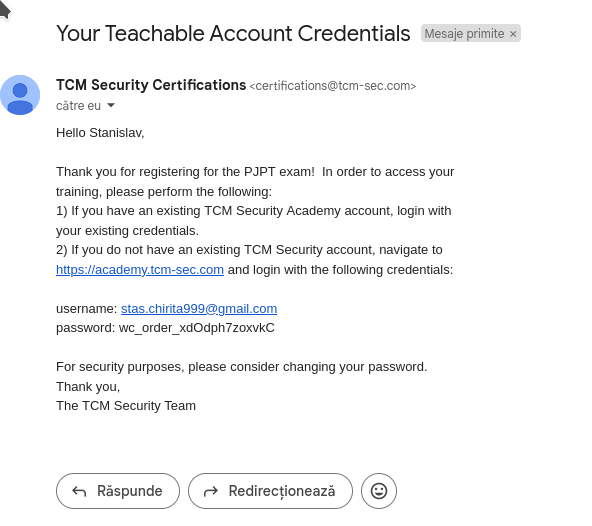 Your Teachable Account Credentials Mesaje primite ×
TCM Security Certifications <certifications@tcm-sec.com>
către eu
Hello Stanislav,
Thank you for registering for the PJPT exam!  In order to access your
training, please perform the following:
1) If you have an existing TCM Security Academy account, login with
your existing credentials.
2) If you do not have an existing TCM Security account, navigate to
https://academy.tcm-sec.com and login with the following credentials:
username: stas.chirita999@gmail.com
password: wc_order_xdOdph7zoxvkC
For security purposes, please consider changing your password.
Thank you,
The TCM Security Team
Răspunde Redirecționează